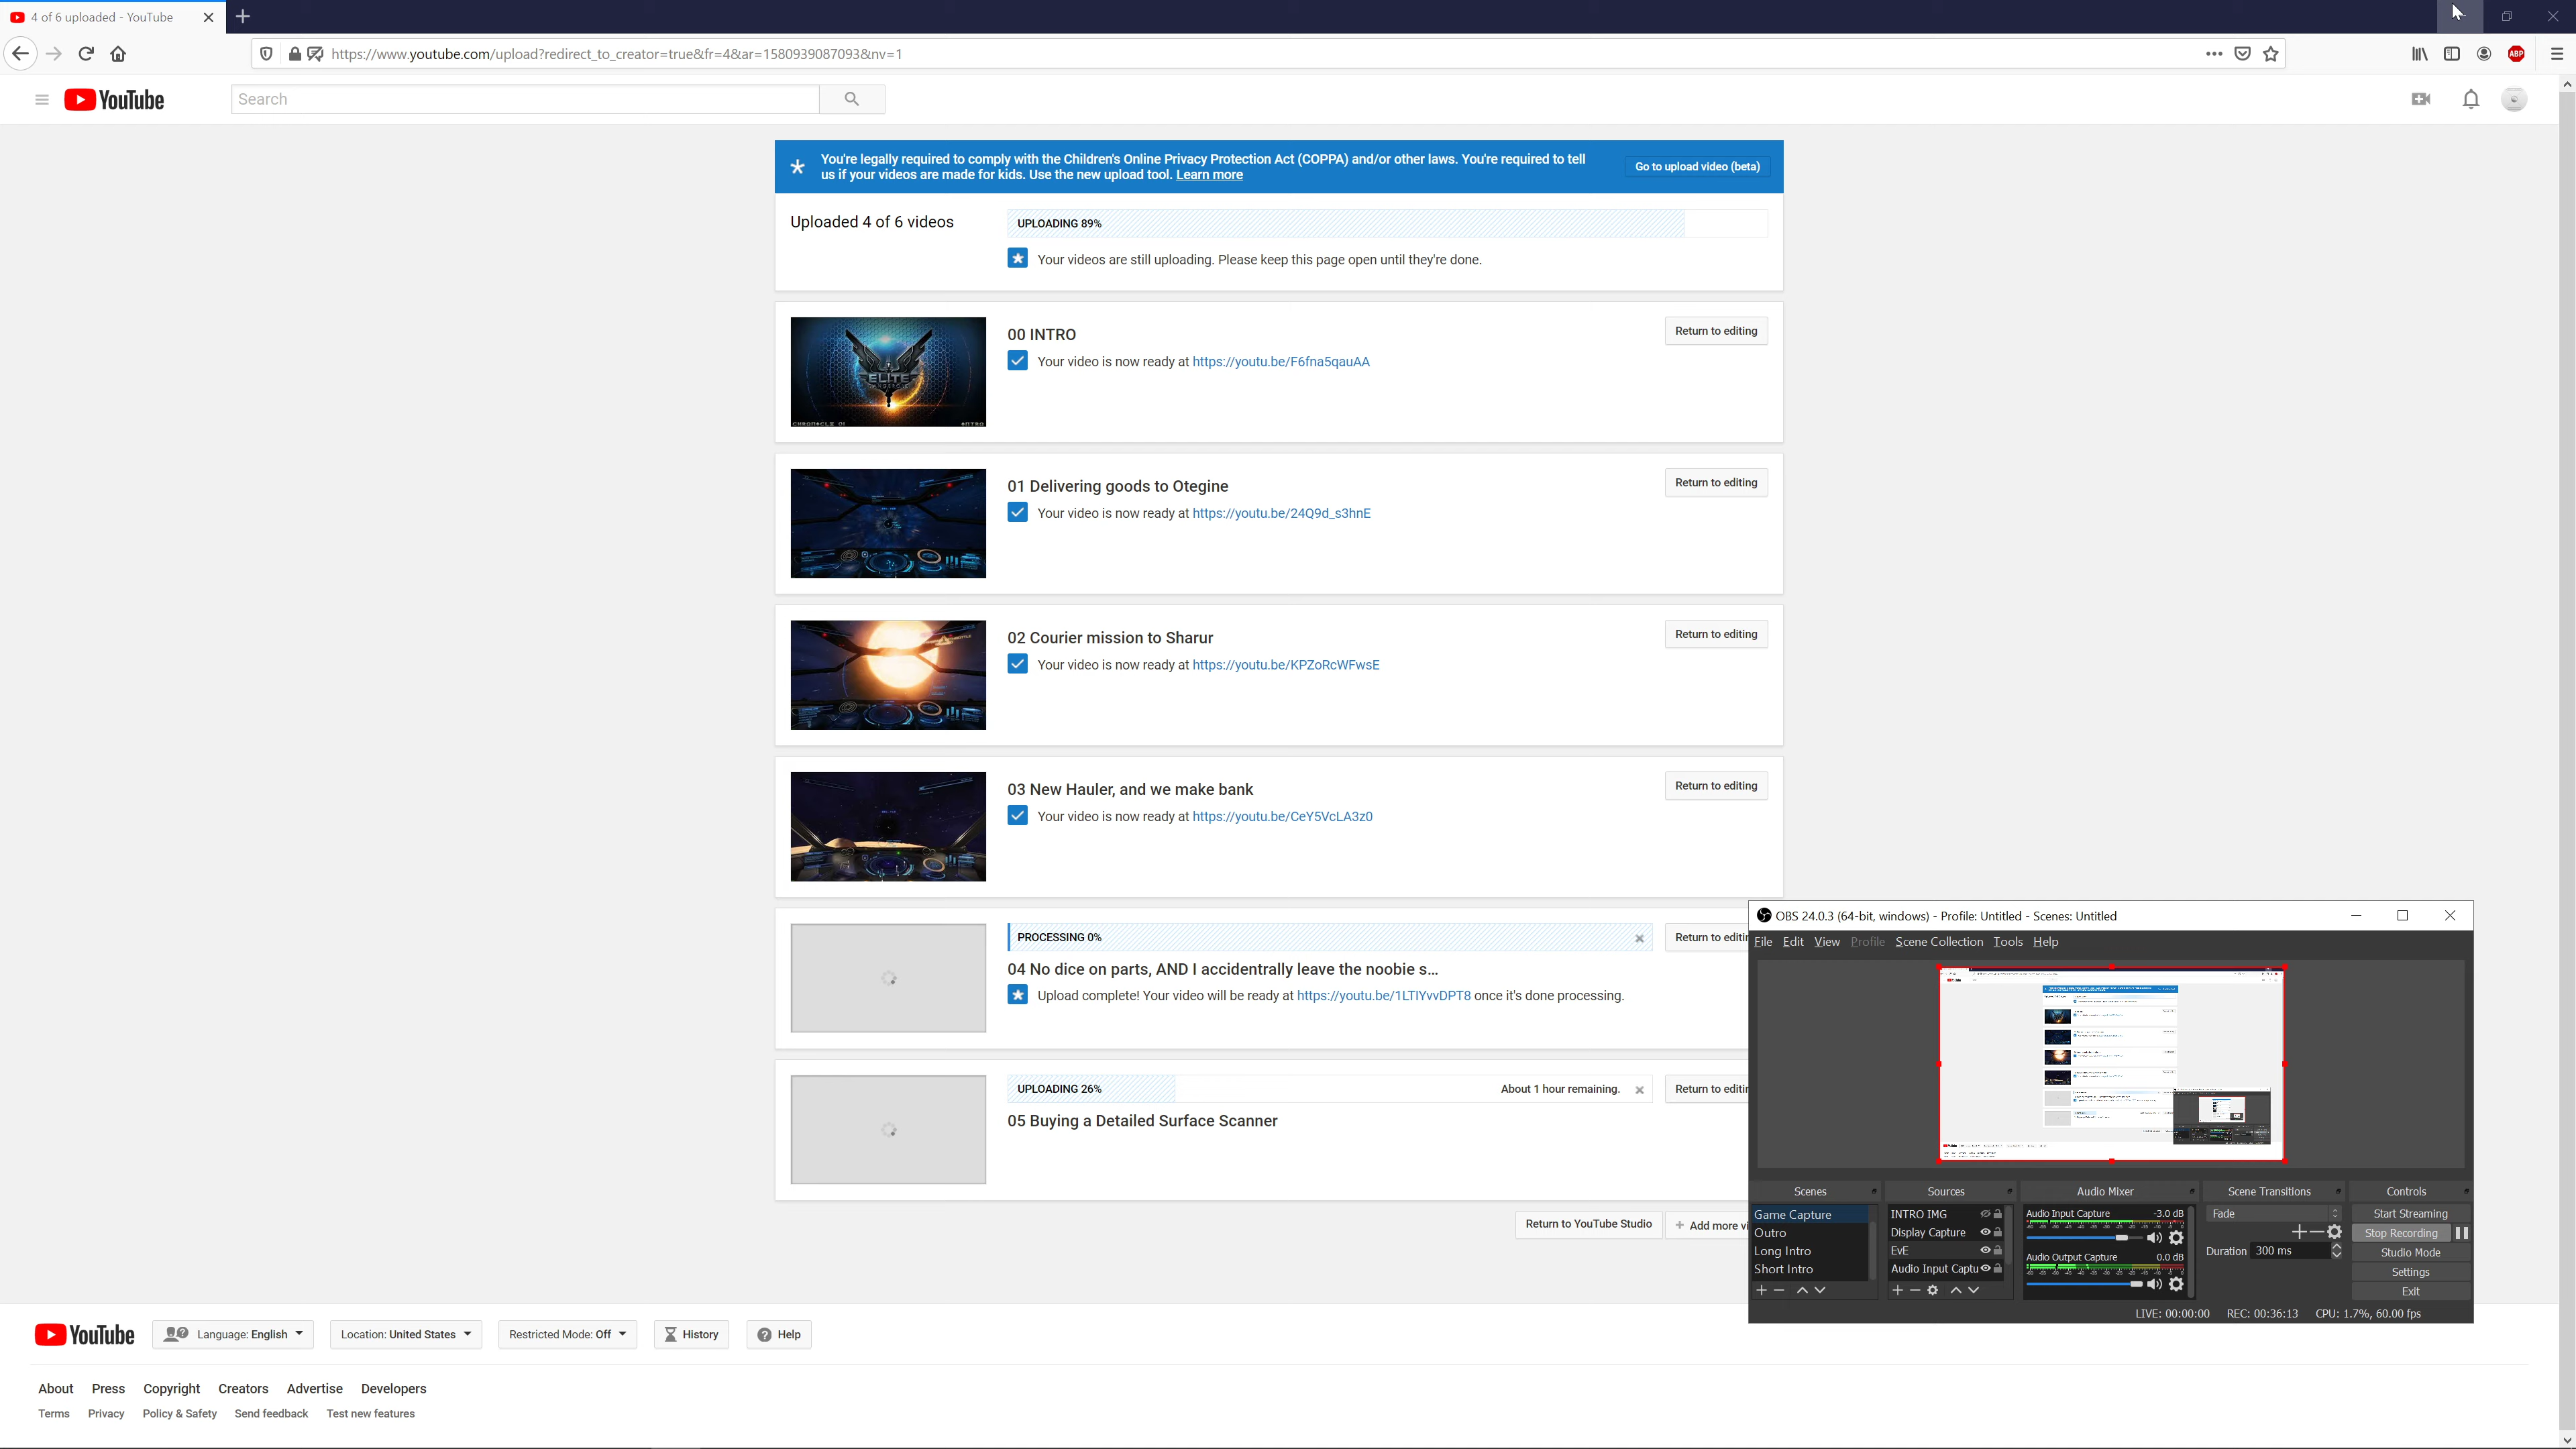 4 of 6 uploaded - YouTube
https://www.youtube.com/upload?redirect_to_creator=true&fr=4&ar=1580939087093&nv=1
ABP
YouTube
Search
You're legally required to comply with the Children's Online Privacy Protection Act (COPPA) and/or other laws. You're required to tell
us if your videos are made for kids. Use the new upload tool. Learn more
Go to upload video (beta)
Uploaded 4 of 6 videos
UPLOADING 89%
Your videos are still uploading. Please keep this page open until they're done.
ELITE
00 INTRO
Return to editing
Your video is now ready at https://youtu.be/F6fna5qauAA
01 Delivering goods to Otegine
Return to editing
Your video is now ready at https://youtu.be/24Q9d_s3hnE
02 Courier mission to Sharur
Return to editing
Your video is now ready at https://youtu.be/KPZoRcWFwsE
03 New Hauler, and we make bank
Return to editing
Your video is now ready at https://youtu.be/CeY5VcLA3z0
PROCESSING 0%
Return to editin
04 No dice on parts, AND I accidentrally leave the noobie s...
Upload complete! Your video will be ready at https://youtu.be/1LTIYvvDPT8 once it's done processing.
UPLOADING 26%
About 1 hour remaining.
Return to editin
05 Buying a Detailed Surface Scanner
Return to YouTube Studio
+ Add more vi
OBS 24.0.3 (64-bit, windows) - Profile: Untitled - Scenes: Untitled
File Edit View Profile Scene Collection Tools Help
Scenes
Sources
Audio Mixer
Scene Transitions
Controls
Game Capture
Outro
Long Intro
Short Intro
INTRO IMG
Display Capture
EvE
Audio Input Captu
Audio Input Capture -3.0 dB
Audio Output Capture 0.0 dB
Fade
Duration 300 ms
Start Streaming
Stop Recording
Studio Mode
Settings
Exit
LIVE: 00:00:00 REC: 00:36:13 CPU: 1.7%, 60.00 fps
YouTube
Language: English
Location: United States
Restricted Mode: Off
History
Help
About Press Copyright Creators Advertise Developers
Terms Privacy Policy & Safety Send feedback Test new features